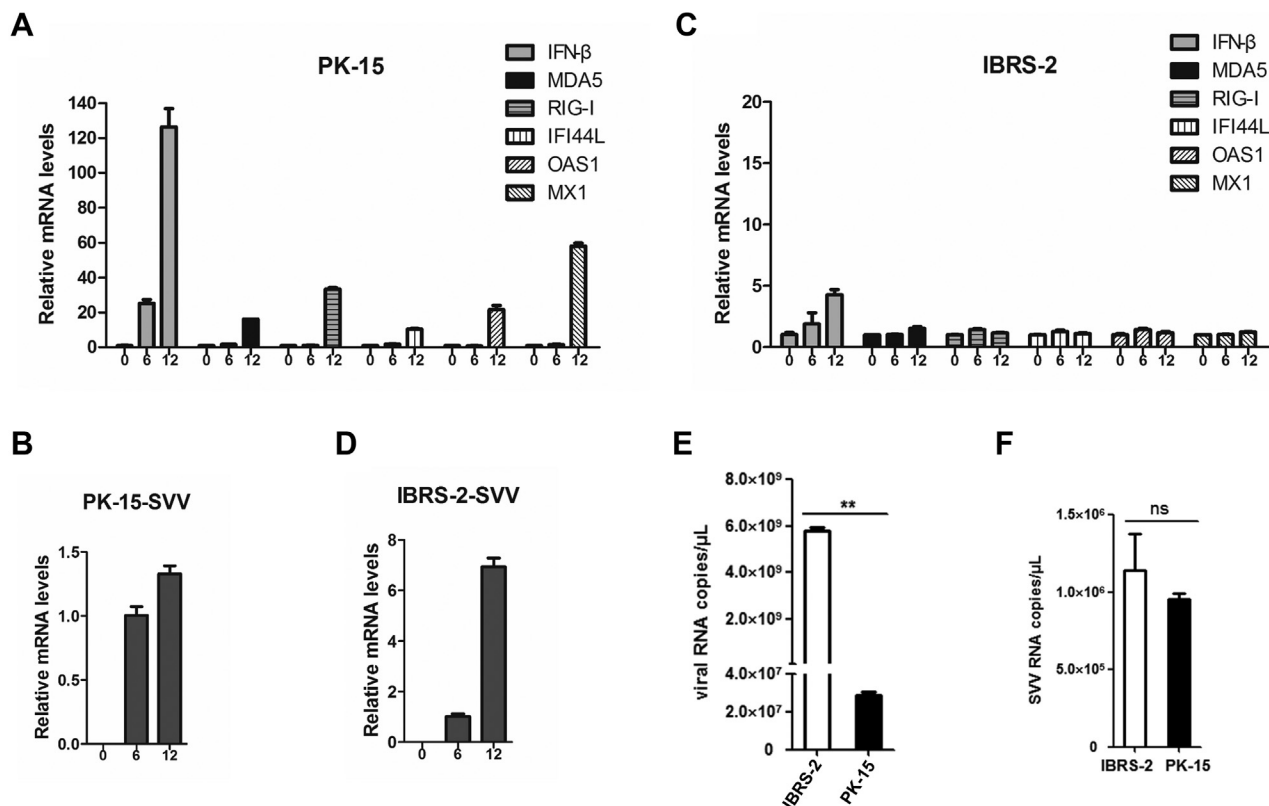 A
PK-15
IFN-β
MDA5
RIG-I
IFI44L
OAS1
MX1
Relative mRNA levels
140
120
100
80
60
40
20
0
0 6 12 0 6 12 0 6 12 0 6 12 0 6 12 0 6 12
C
IBRS-2
IFN-β
MDA5
RIG-I
IFI44L
OAS1
MX1
Relative mRNA levels
20
15
10
5
0
0 6 12 0 6 12 0 6 12 0 6 12 0 6 12 0 6 12
B
PK-15-SVV
Relative mRNA levels
1.5
1.0
0.5
0.0
0 6 12
D
IBRS-2-SVV
Relative mRNA levels
8
6
4
2
0
0 6 12
E
viral RNA copies/µL
8.0×10⁹
6.0×10⁹
4.0×10⁹
2.0×10⁹
4.0×10⁷
2.0×10⁷
0
**
IBRS-2 PK-15
F
SVV RNA copies/µL
1.5×10⁶
1.0×10⁶
5.0×10⁵
0
ns
IBRS-2 PK-15